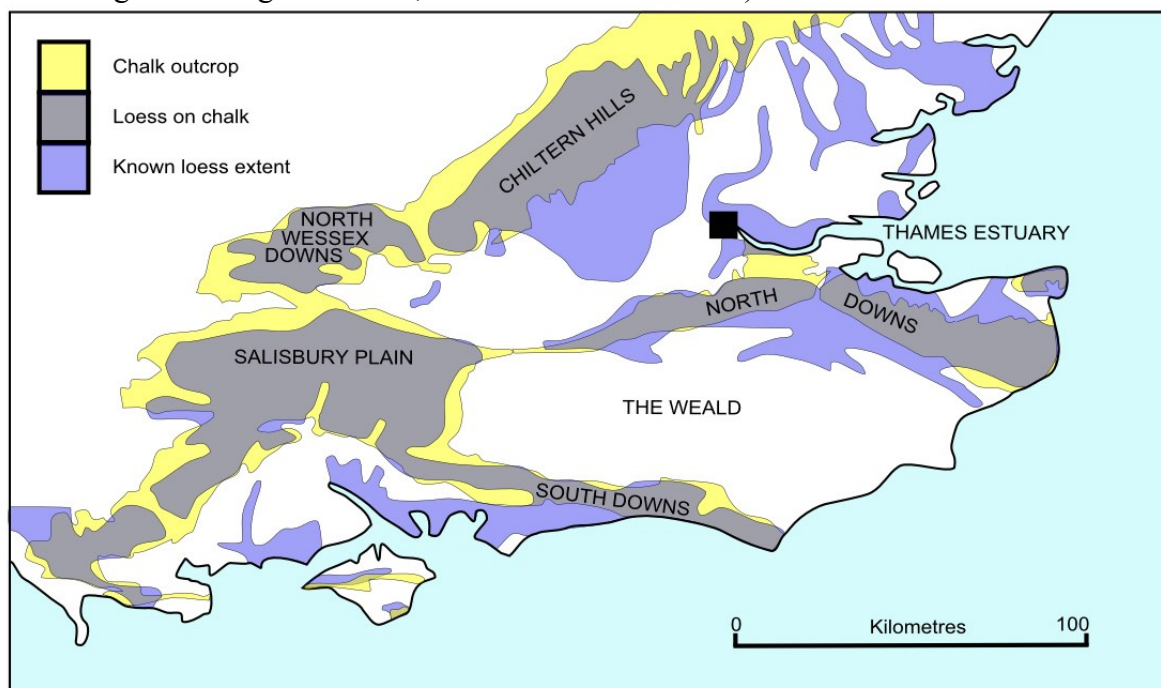 Chalk outcrop
Loess on chalk
Known loess extent
CHILTERN HILLS
NORTH
WESSEX
DOWNS
THAMES ESTUARY
NORTH DOWNS
SALISBURY PLAIN
THE WEALD
SOUTH DOWNS
0 Kilometres 100